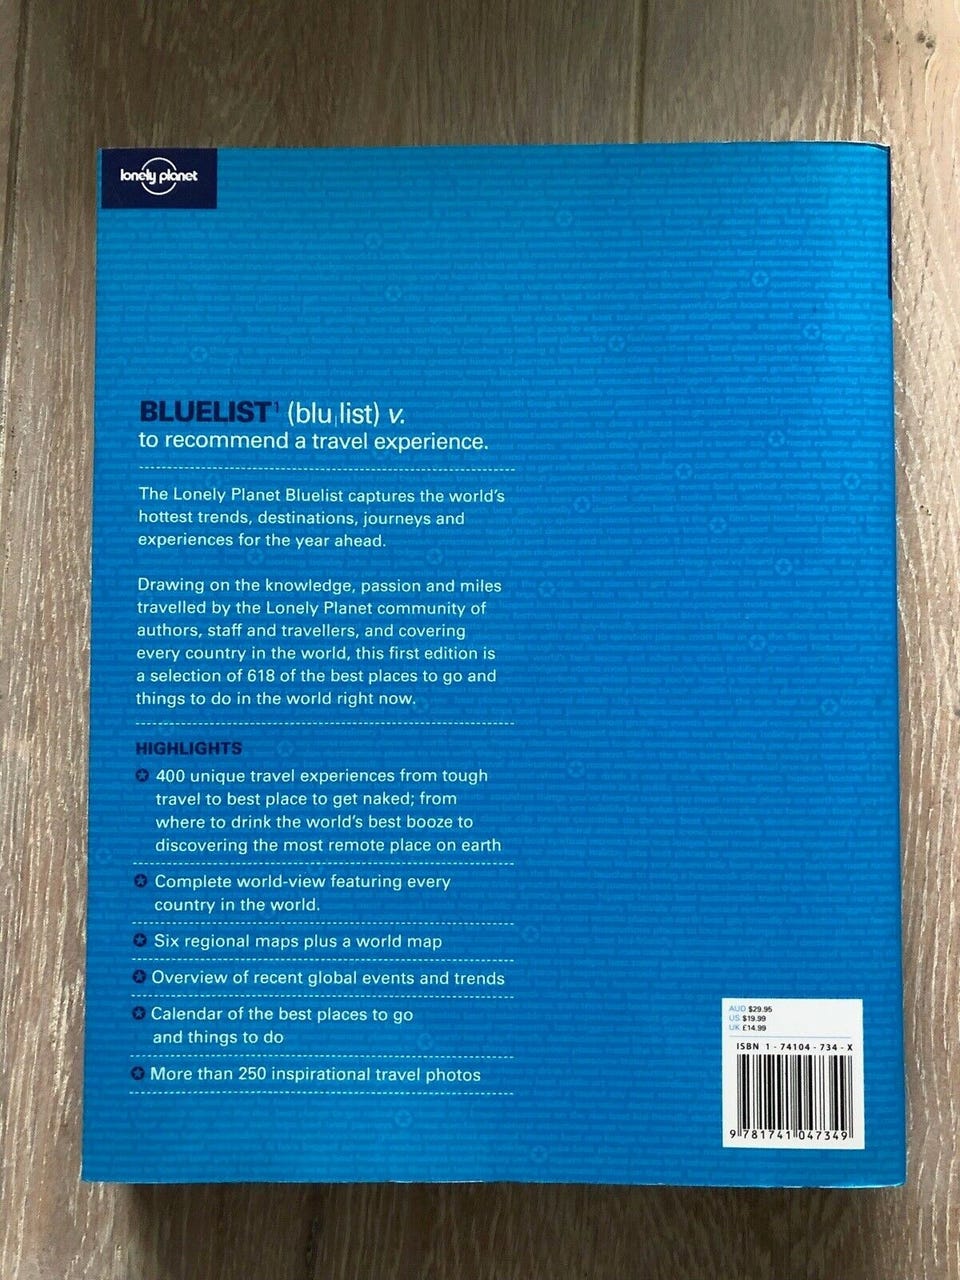 lonely planet
BLUELIST¹ (blu|list) v.
to recommend a travel experience.
The Lonely Planet Bluelist captures the world's
hottest trends, destinations, journeys and
experiences for the year ahead.
Drawing on the knowledge, passion and miles
travelled by the Lonely Planet community of
authors, staff and travellers, and covering
every country in the world, this first edition is
a selection of 618 of the best places to go and
things to do in the world right now.
HIGHLIGHTS
400 unique travel experiences from tough
travel to best place to get naked; from
where to drink the world's best booze to
discovering the most remote place on earth
Complete world-view featuring every
country in the world.
Six regional maps plus a world map
Overview of recent global events and trends
Calendar of the best places to go
and things to do
More than 250 inspirational travel photos
AUD $29.95
US $19.99
UK £14.99
ISBN 1 - 74104 - 734 - X
9 781741 047349